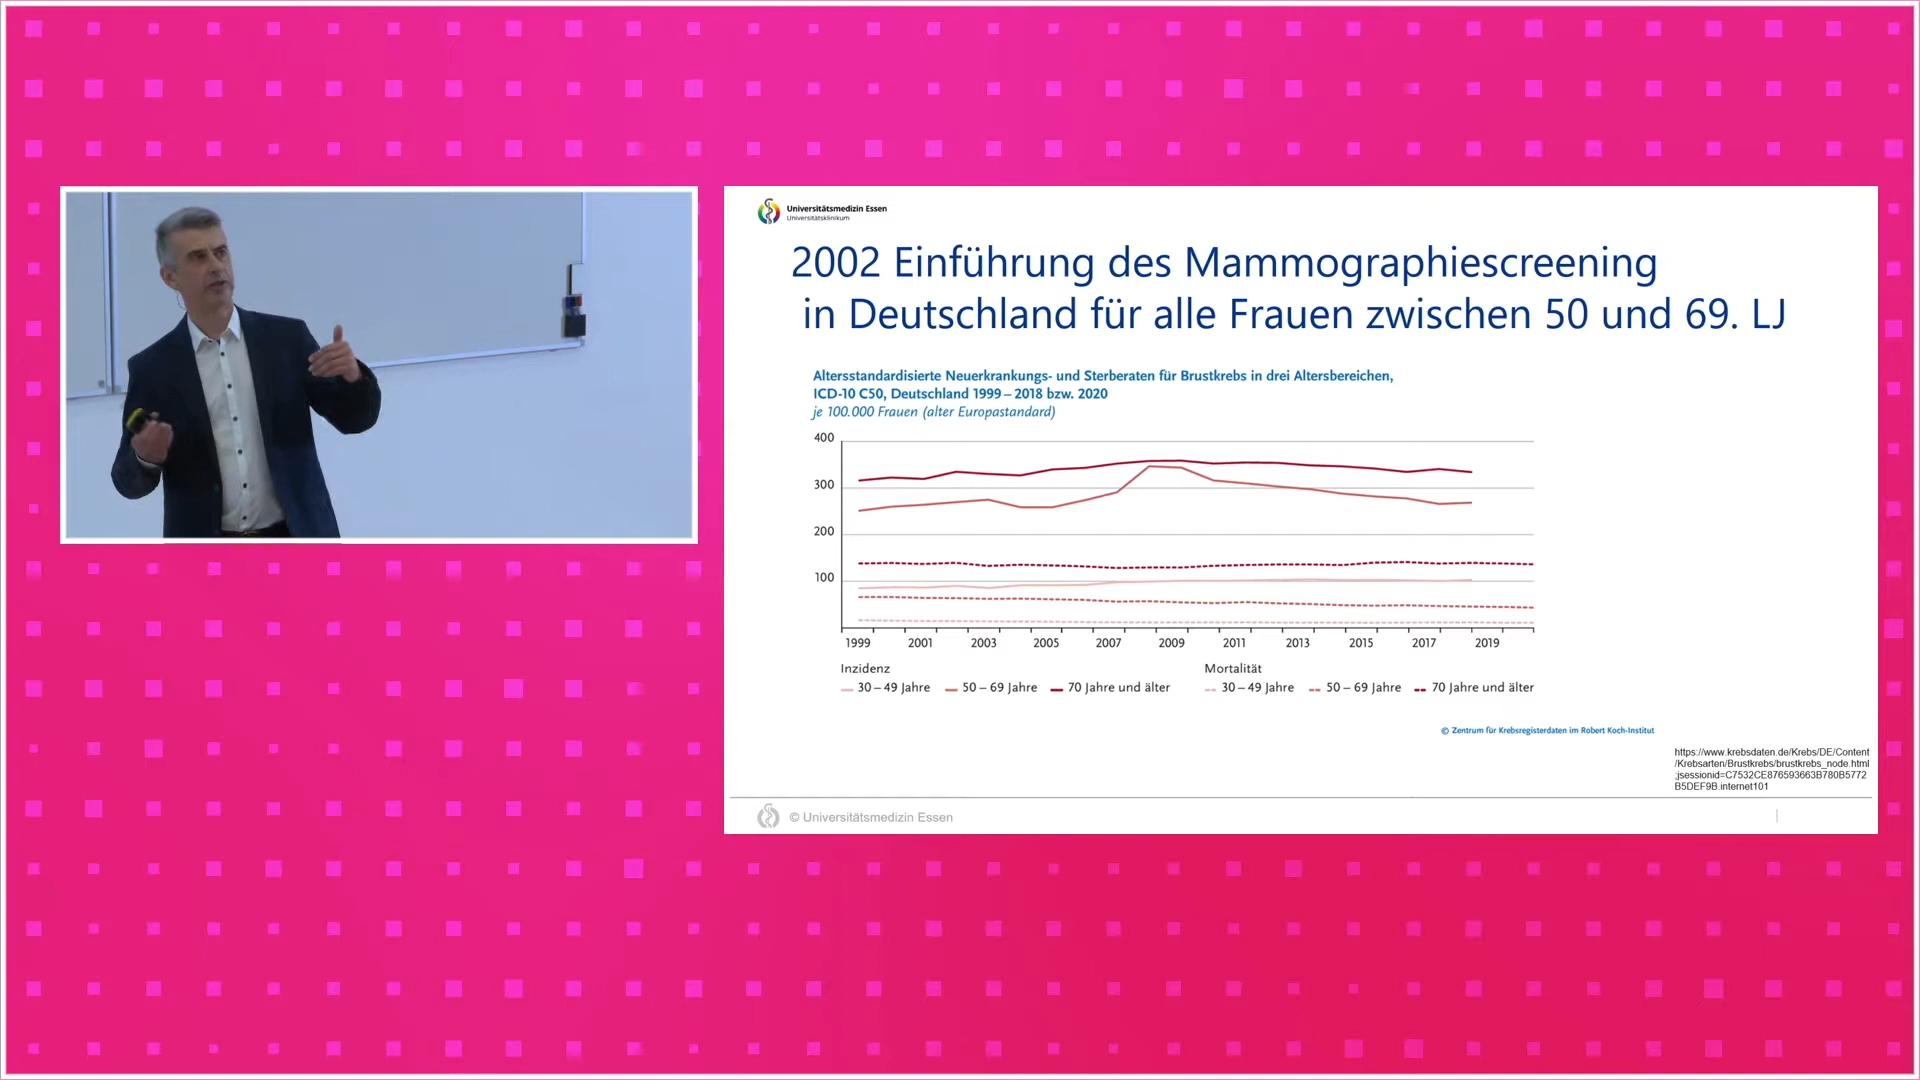 Universitätsmedizin Essen
Universitätsklinikum
2002 Einführung des Mammographiescreening
in Deutschland für alle Frauen zwischen 50 und 69. LJ
Altersstandardisierte Neuerkrankungs- und Sterberaten für Brustkrebs in drei Altersbereichen,
ICD-10 C50, Deutschland 1999 – 2018 bzw. 2020
je 100.000 Frauen (alter Europastandard)
400
300
200
100
1999 2001 2003 2005 2007 2009 2011 2013 2015 2017 2019
Inzidenz Mortalität
30 – 49 Jahre 50 – 69 Jahre 70 Jahre und älter 30 – 49 Jahre 50 – 69 Jahre 70 Jahre und älter
© Zentrum für Krebsregisterdaten im Robert Koch-Institut
https://www.krebsdaten.de/Krebs/DE/Content
/Krebsarten/Brustkrebs/brustkrebs_node.html
;jsessionid=C7532CE876593663B780B5772
B5DEF9B.internet101
© Universitätsmedizin Essen